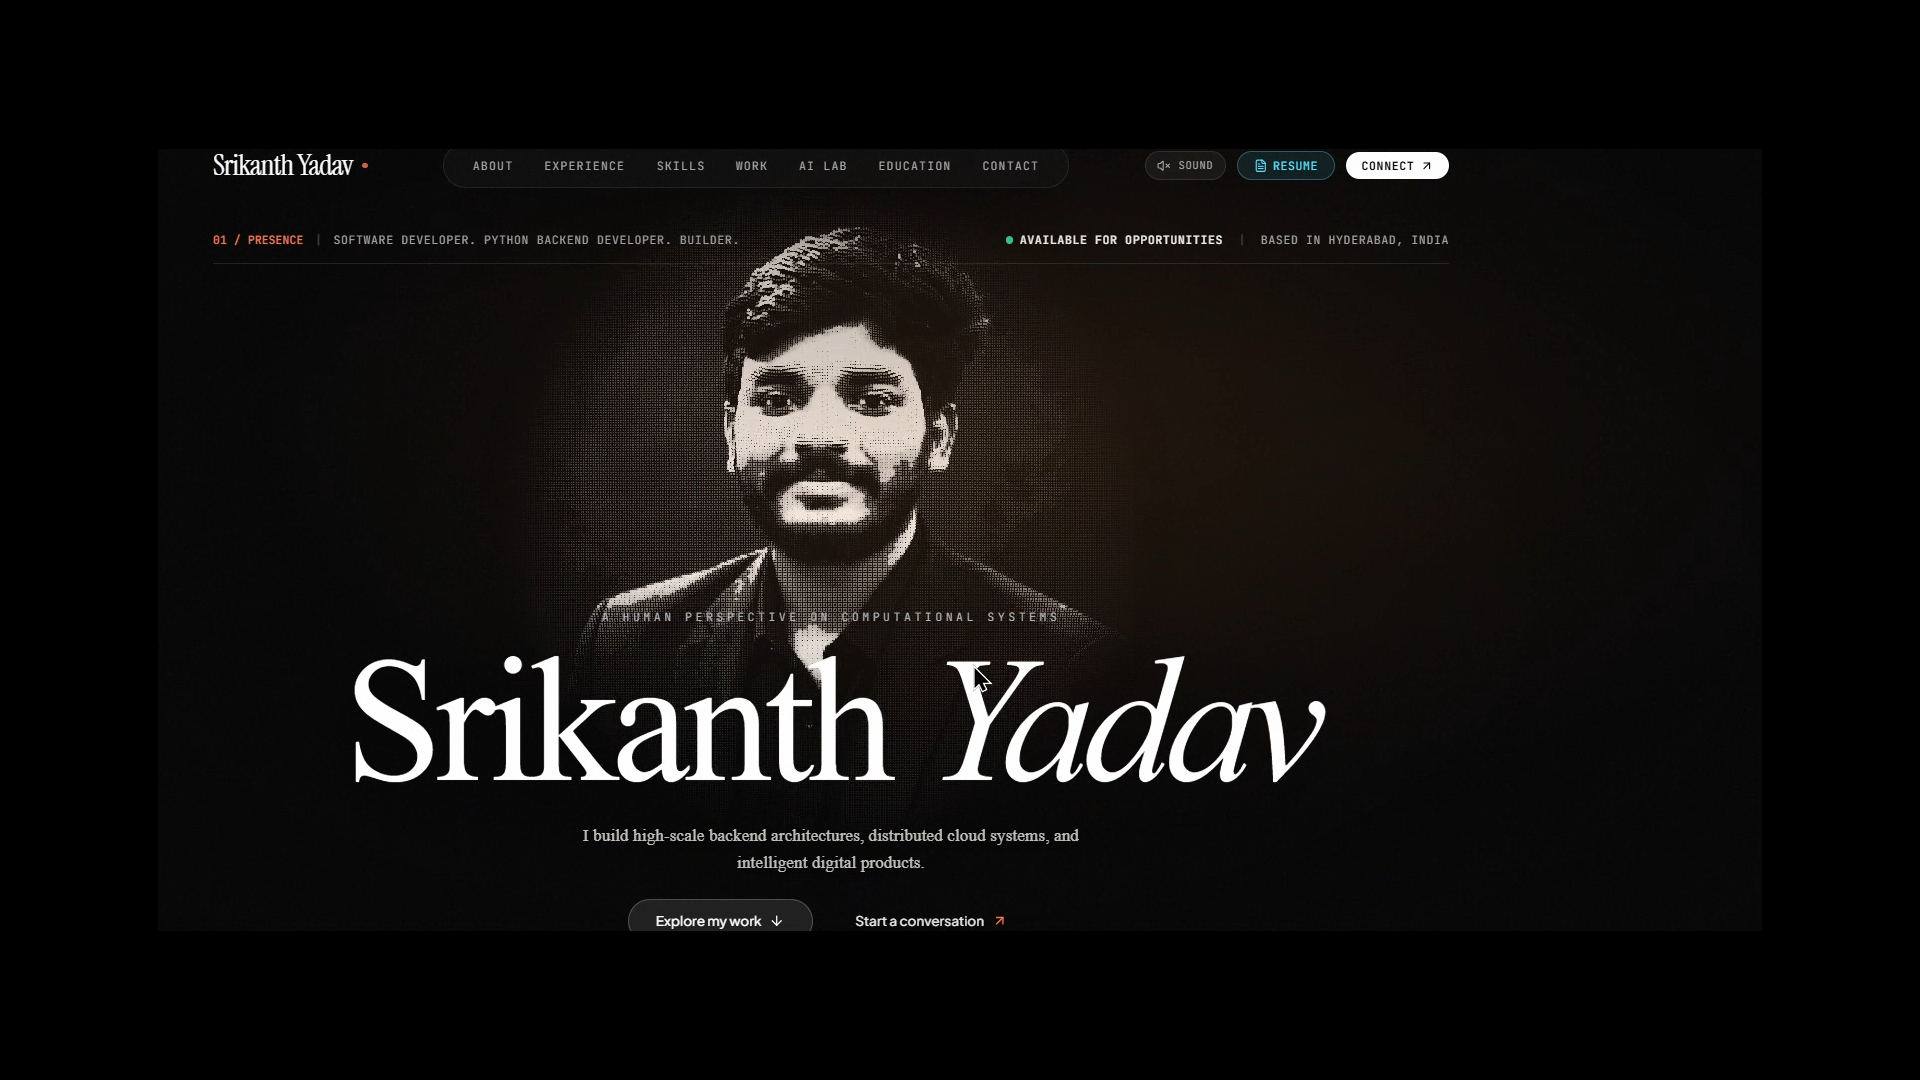 Srikanth Yadav
ABOUT EXPERIENCE SKILLS WORK AI LAB EDUCATION CONTACT
SOUND
RESUME
CONNECT
01 / PRESENCE | SOFTWARE DEVELOPER. PYTHON BACKEND DEVELOPER. BUILDER.
AVAILABLE FOR OPPORTUNITIES | BASED IN HYDERABAD, INDIA
A HUMAN PERSPECTIVE ON COMPUTATIONAL SYSTEMS
Srikanth Yadav
I build high-scale backend architectures, distributed cloud systems, and
intelligent digital products.
Explore my work ↓
Start a conversation ↗